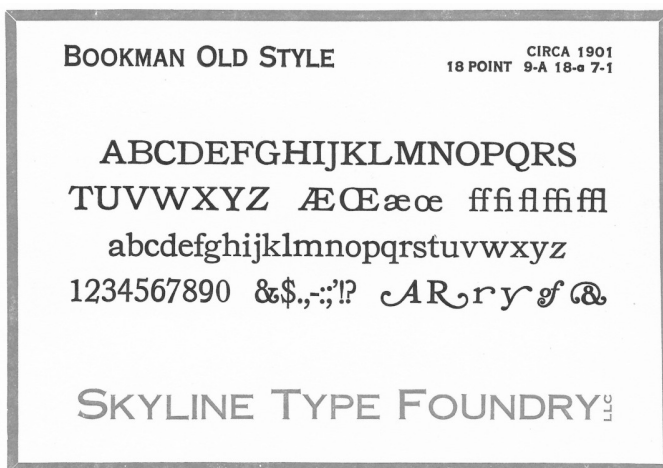 BOOKMAN OLD STYLE
CIRCA 1901
18 POINT 9-A 18-a 7-1
ABCDEFGHIJKLMNOPQRS
TUVWXYZ ÆŒæœ fffiflffiffl
abcdefghijklmnopqrstuvwxyz
1234567890 &$.,-:;'!? ARry of &
SKYLINE TYPE FOUNDRY LLC